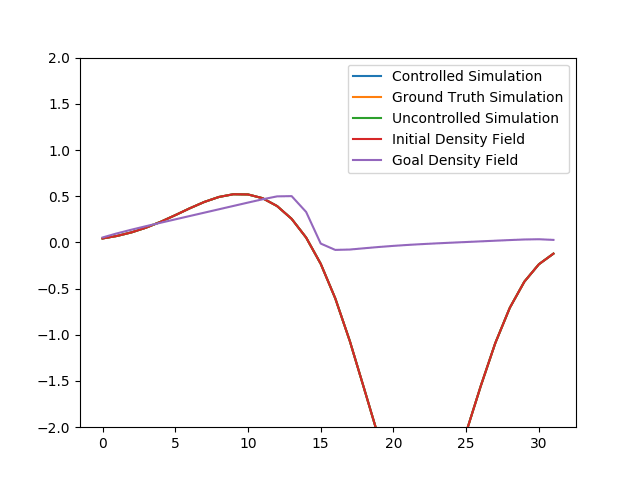 2.0
1.5
1.0
0.5
0.0
−0.5
−1.0
−1.5
−2.0
0 5 10 15 20 25 30
Controlled Simulation
Ground Truth Simulation
Uncontrolled Simulation
Initial Density Field
Goal Density Field